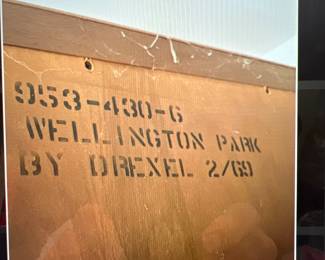 953-430-6
WELLINGTON PARK
BY DREXEL 2/69